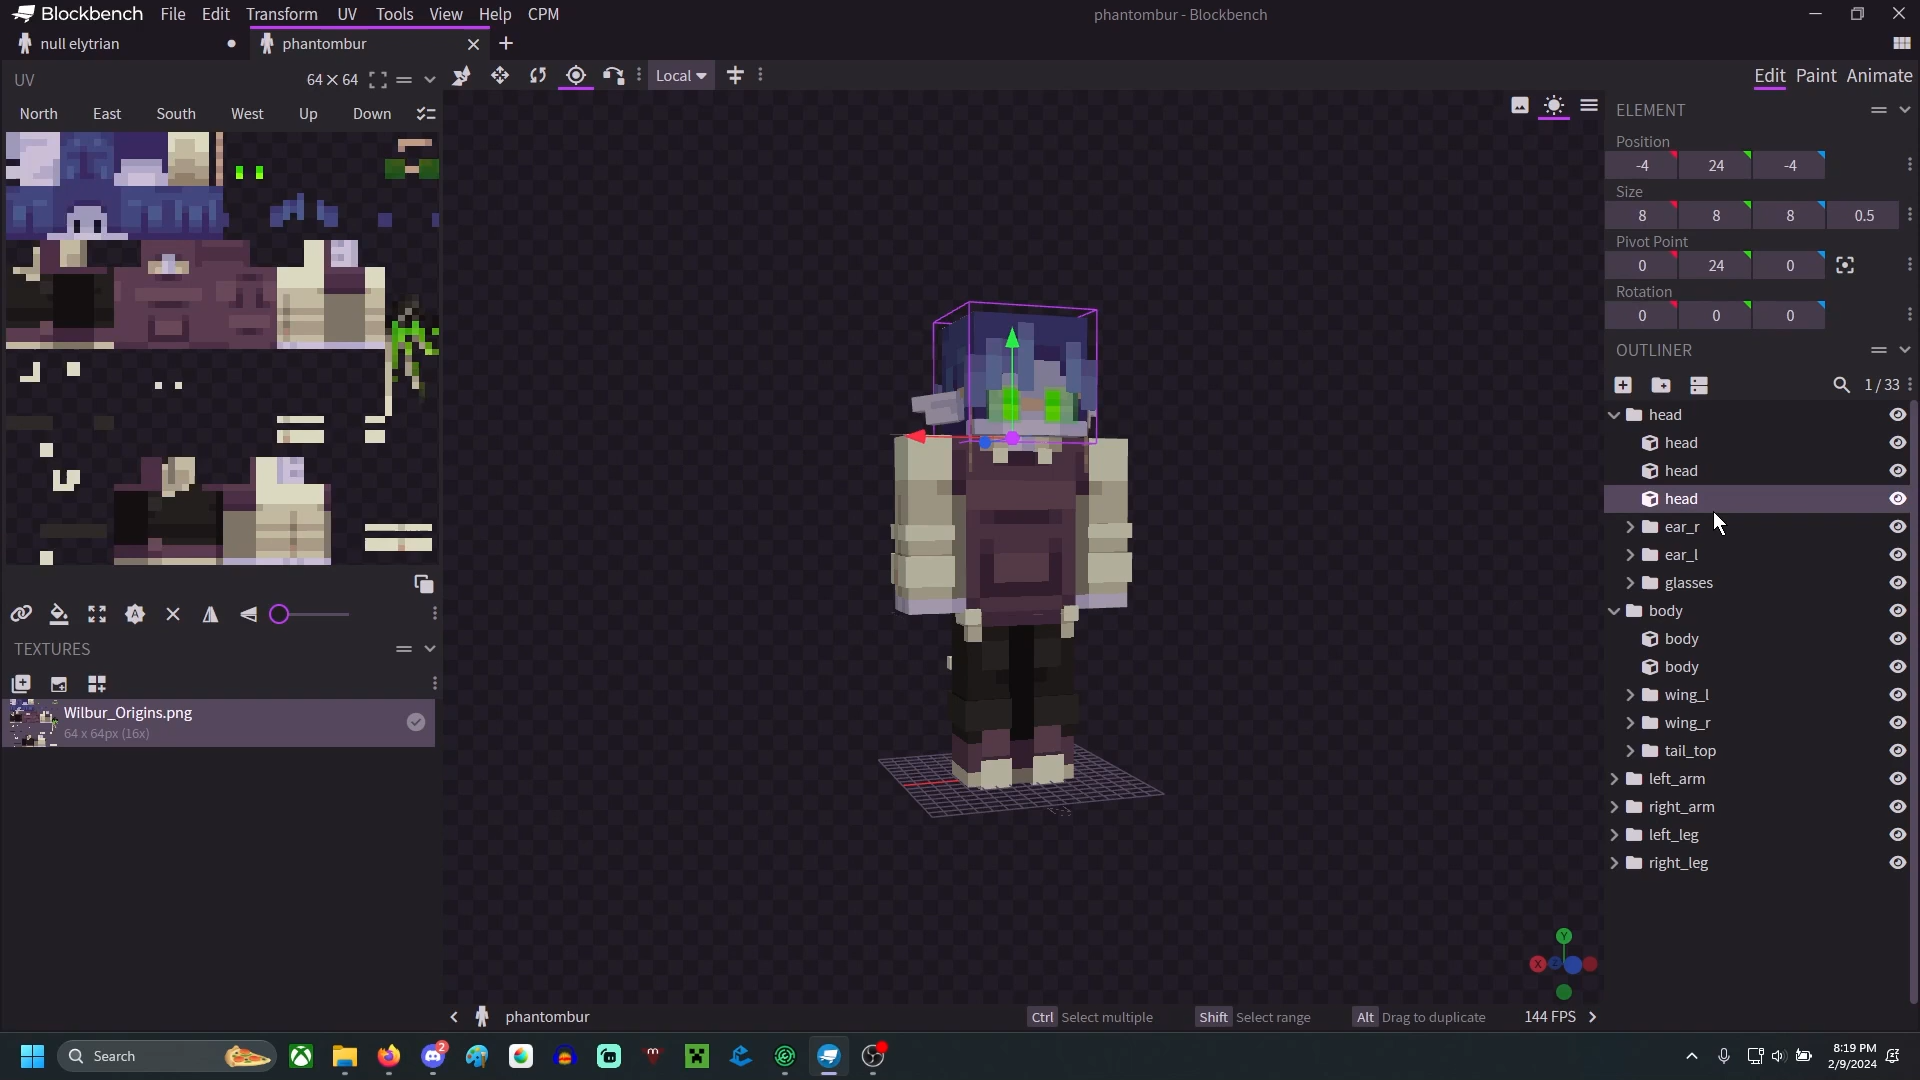 Blockbench File Edit Transform UV Tools View Help CPM phantombur - Blockbench
null elytrian phantombur
UV 64×64 Local Edit Paint Animate
North East South West Up Down
ELEMENT
Position
-4 24 -4
Size
8 8 8 0.5
Pivot Point
0 24 0
Rotation
0 0 0
OUTLINER
1 / 33
head
head
head
head
ear_r
ear_l
glasses
body
body
body
wing_l
wing_r
tail_top
left_arm
right_arm
left_leg
right_leg
TEXTURES
Wilbur_Origins.png
64 x 64px (16x)
Y
X
phantombur Ctrl Select multiple Shift Select range Alt Drag to duplicate 144 FPS
Search 2 8:19 PM
2/9/2024